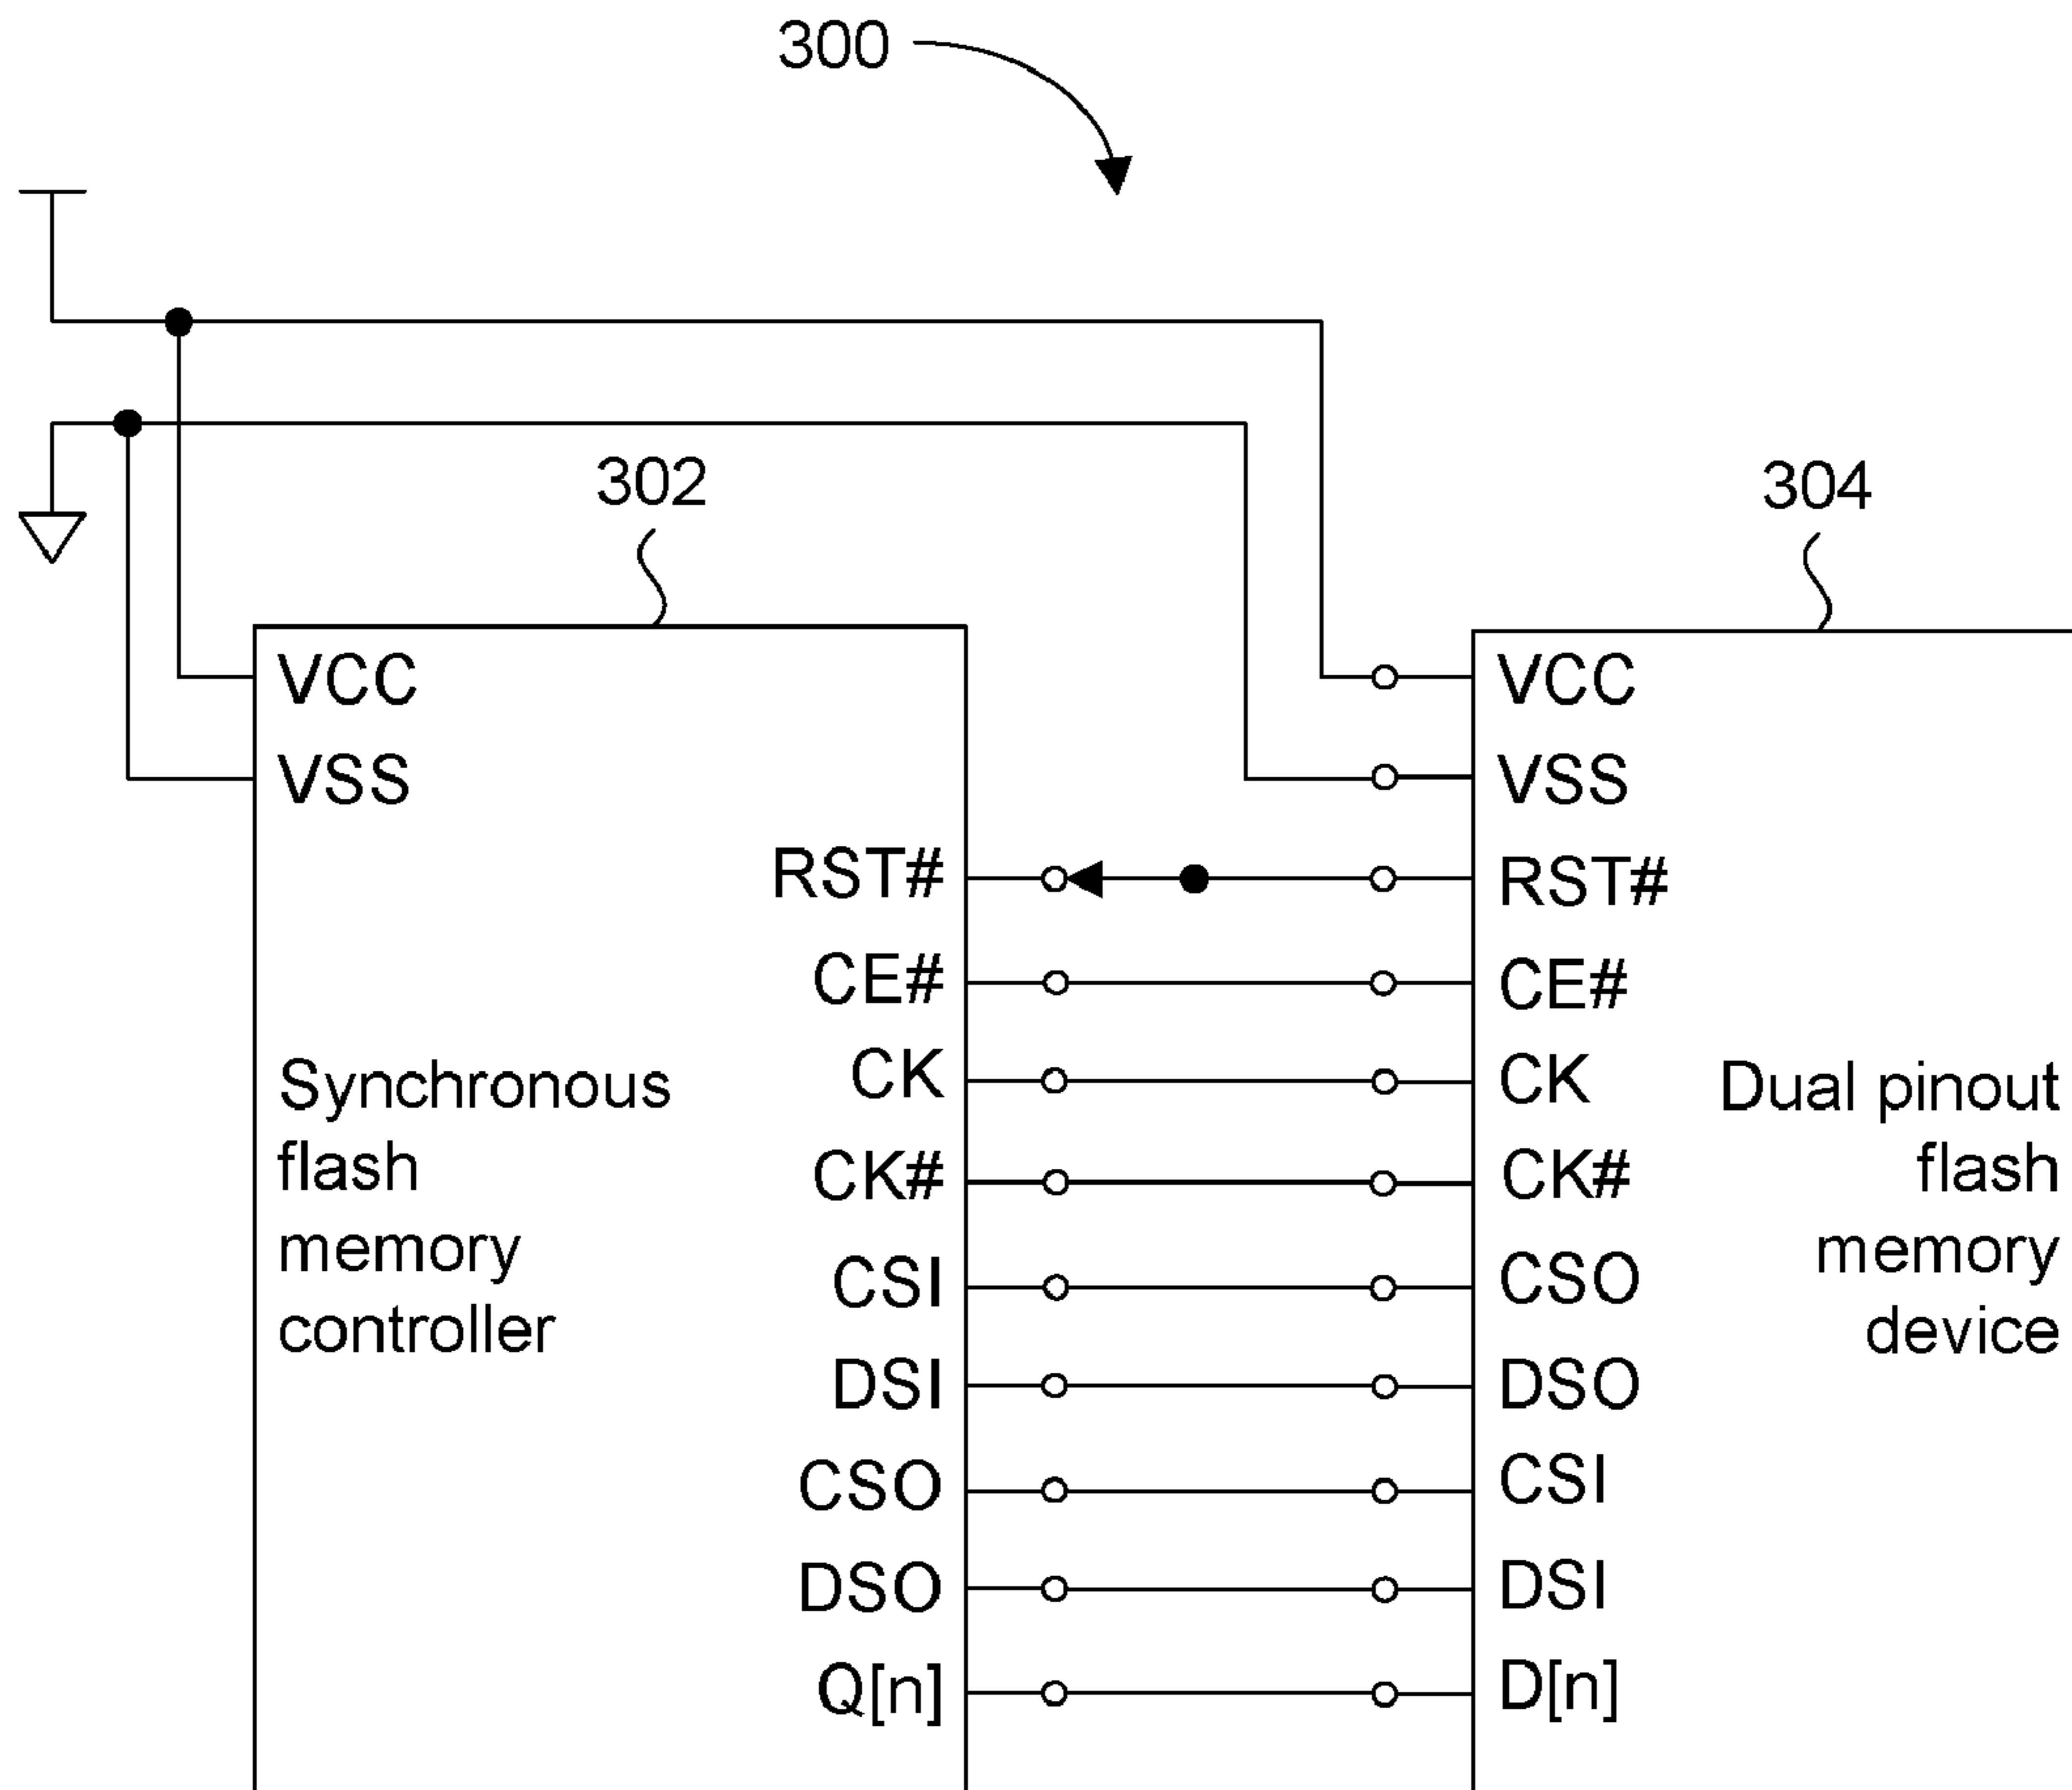 300
302
304
VCC
VSS
RST#
CE#
CK
CK#
CSI
DSI
CSO
DSO
Q[n]
Synchronous
flash
memory
controller
VCC
VSS
RST#
CE#
CK
CK#
CSO
DSO
CSI
DSI
D[n]
Dual pinout
flash
memory
device